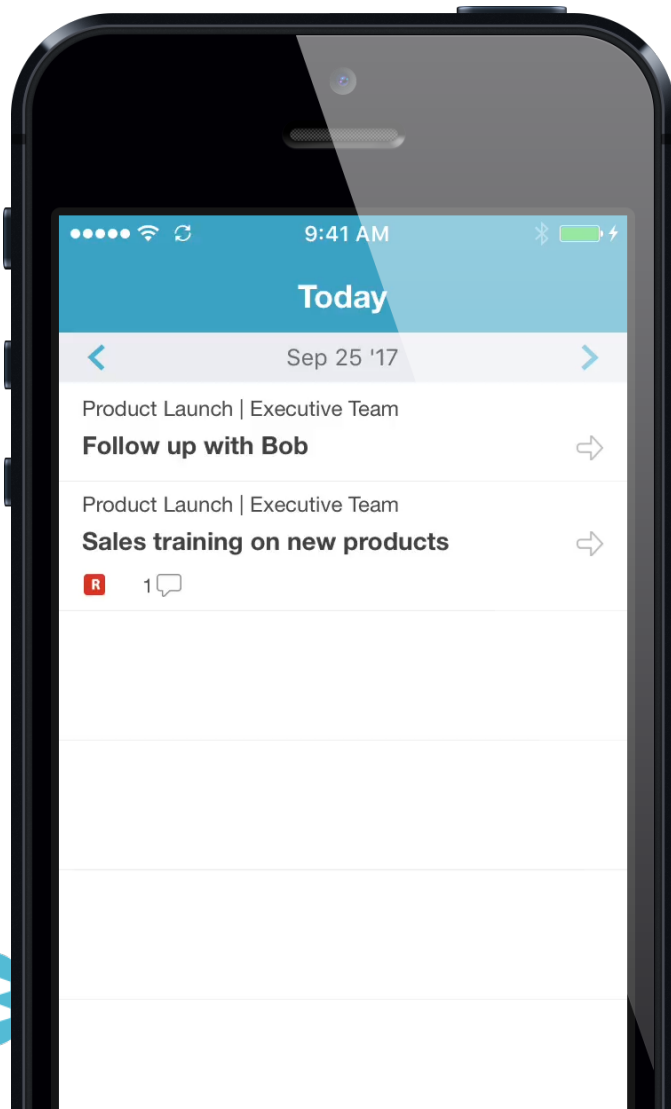 9:41 AM
Today
Sep 25 '17
Product Launch | Executive Team
Follow up with Bob
Product Launch | Executive Team
Sales training on new products
R 1